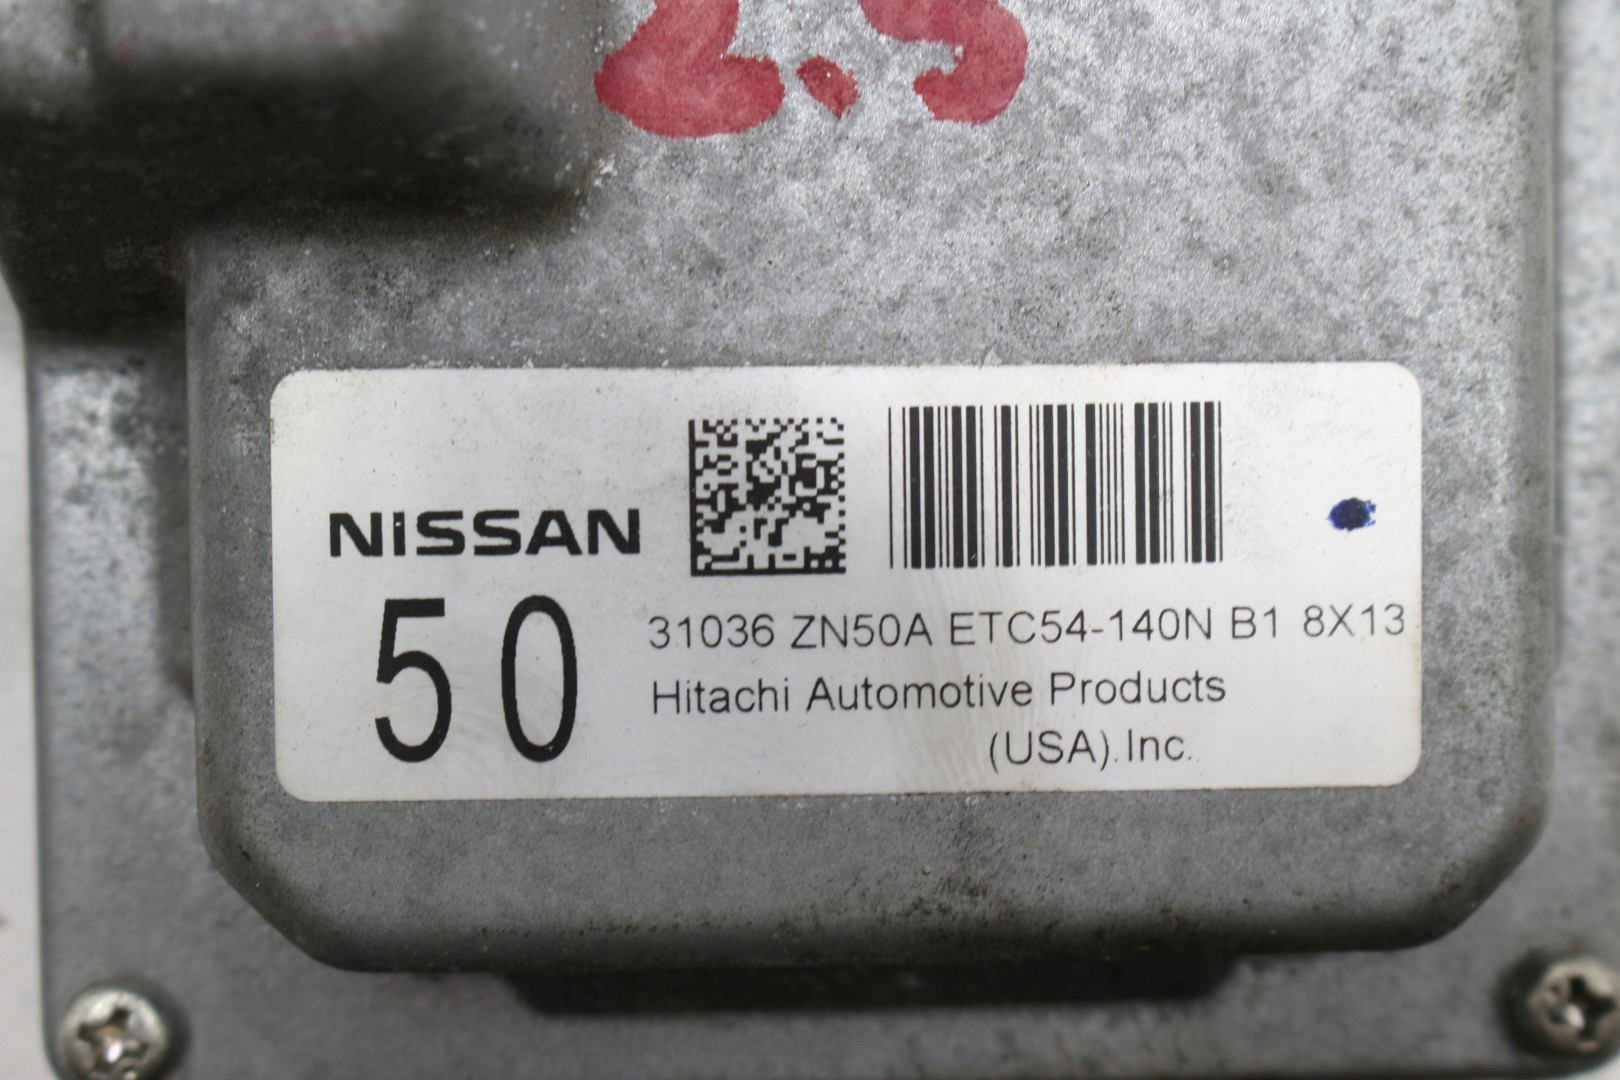 2.5
NISSAN
50
31036 ZN50A ETC54-140N B1 8X13
Hitachi Automotive Products
(USA).Inc.